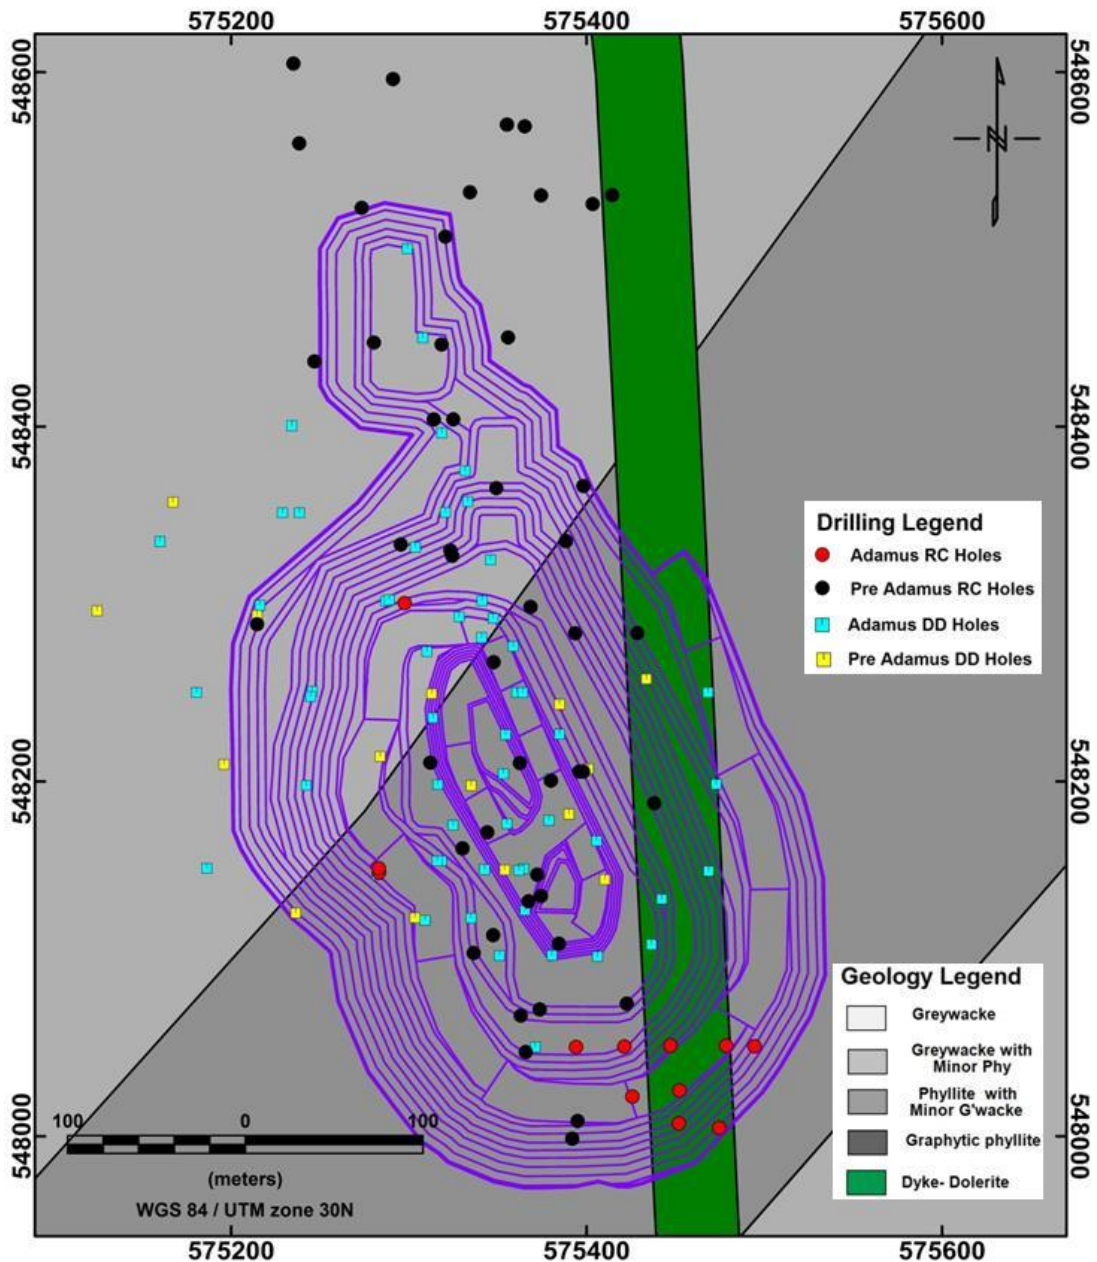 575200 575400 575600
548600 548600
N
548400 548400
Drilling Legend
Adamus RC Holes
Pre Adamus RC Holes
Adamus DD Holes
Pre Adamus DD Holes
548200 548200
Geology Legend
Greywacke
Greywacke with
Minor Phy
Phyllite with
Minor G'wacke
Graphytic phyllite
Dyke- Dolerite
548000 548000
100 0 100
(meters)
WGS 84 / UTM zone 30N
575200 575400 575600